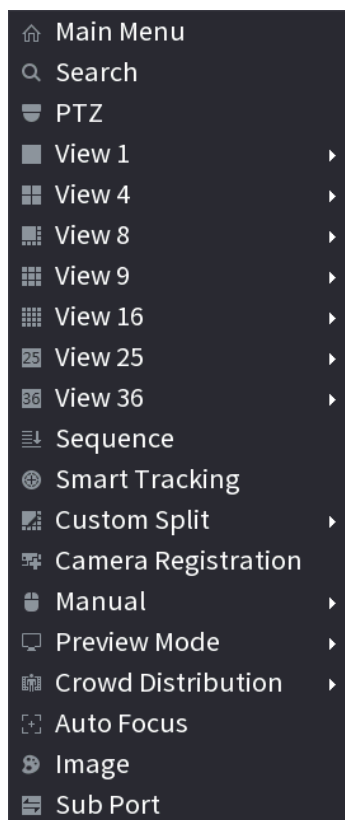 Main Menu
Search
PTZ
View 1
View 4
View 8
View 9
View 16
25 View 25
36 View 36
Sequence
Smart Tracking
Custom Split
Camera Registration
Manual
Preview Mode
Crowd Distribution
Auto Focus
Image
Sub Port